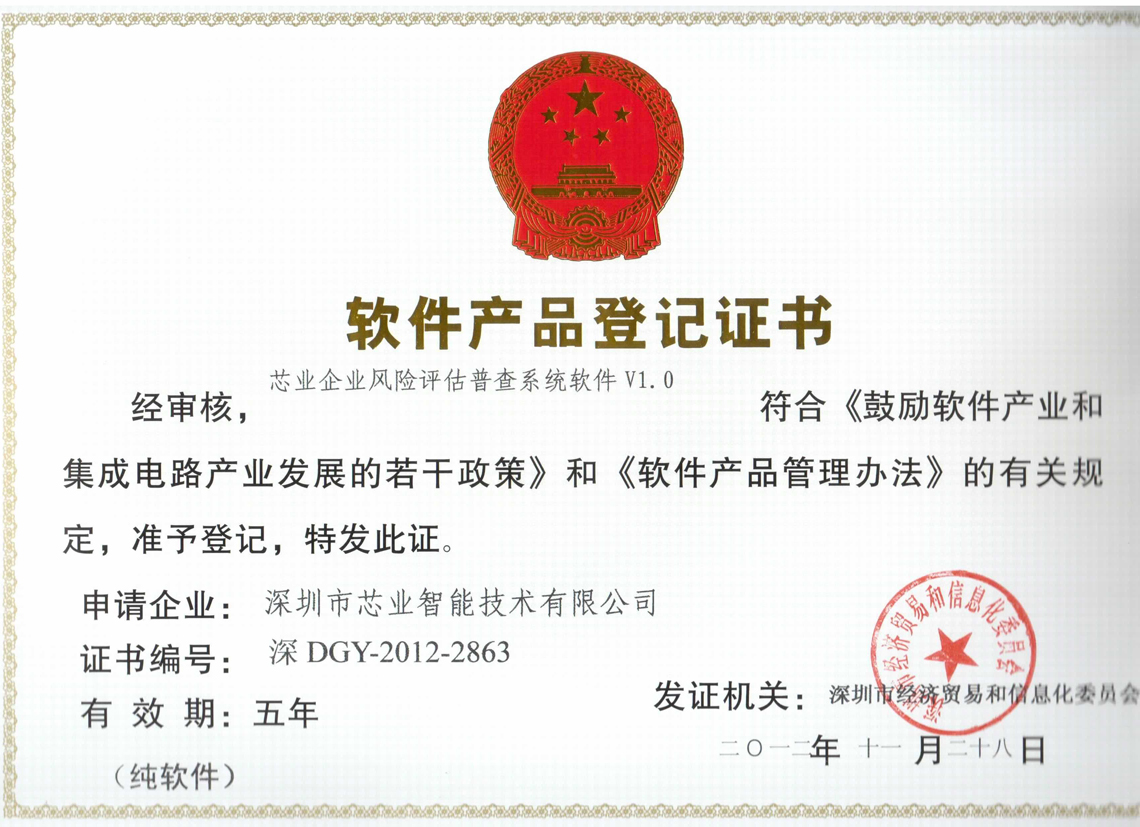 软件产品登记证书
芯业企业风险评估普查系统软件 V1.0
经审核， 符合《鼓励软件产业和
集成电路产业发展的若干政策》和《软件产品管理办法》的有关规
定，准予登记，特发此证。
申请企业：深圳市芯业智能技术有限公司
证书编号：深 DGY-2012-2863
有 效 期：五年
发证机关：深圳市经济贸易和信息化委员会
深圳市经济贸易和信息化委员会
二〇一二年 十一 月二十八日
（纯软件）